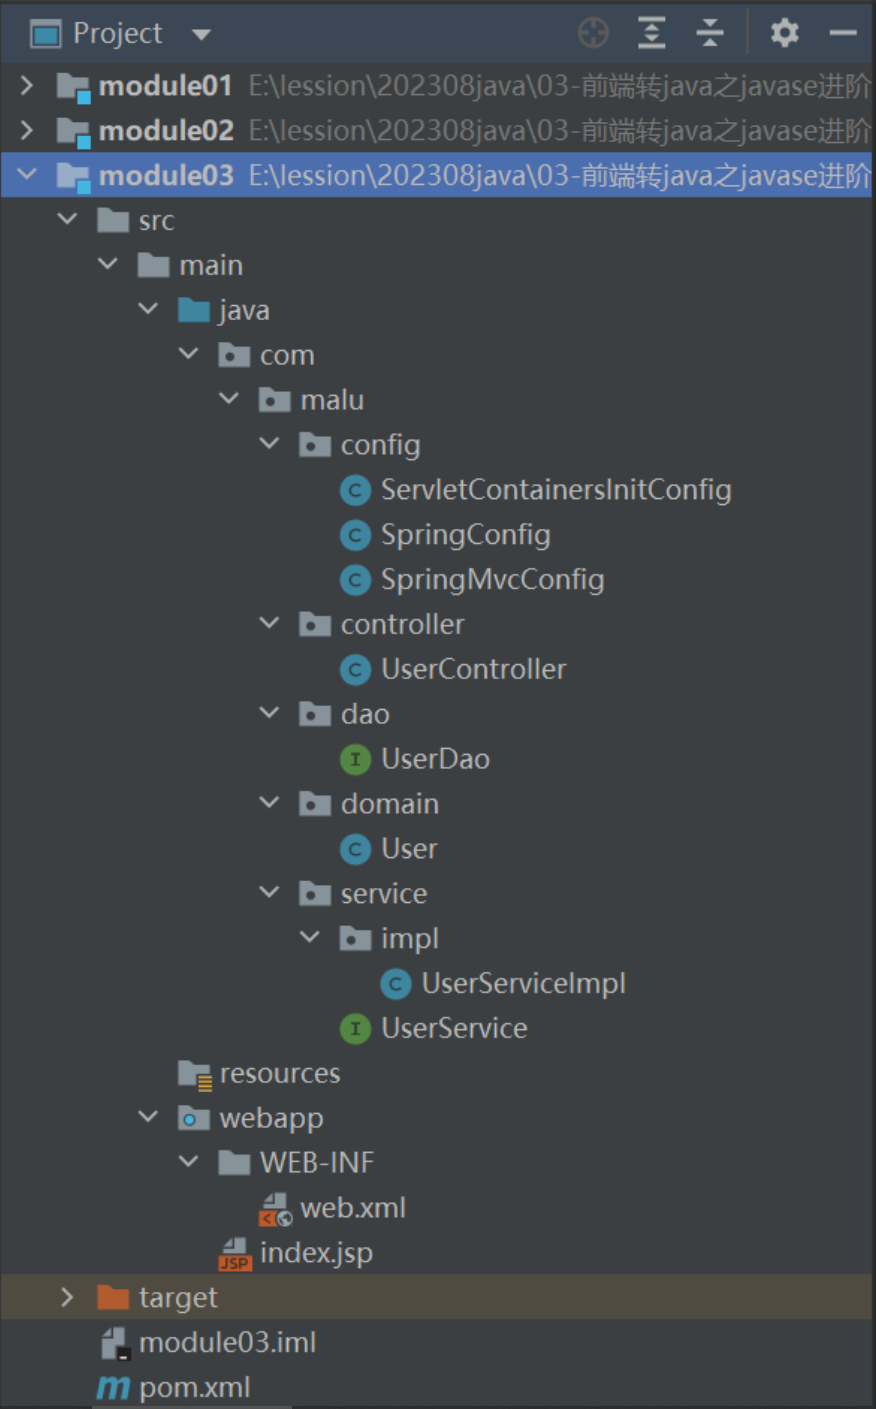 Project
module01 E:\lession\202308java\03-前端转java之javase进阶
module02 E:\lession\202308java\03-前端转java之javase进阶
module03 E:\lession\202308java\03-前端转java之javase进阶
src
main
java
com
malu
config
C ServletContainersInitConfig
C SpringConfig
C SpringMvcConfig
controller
C UserController
dao
I UserDao
domain
C User
service
impl
C UserServiceImpl
I UserService
resources
webapp
WEB-INF
web.xml
JSP index.jsp
target
module03.iml
m pom.xml